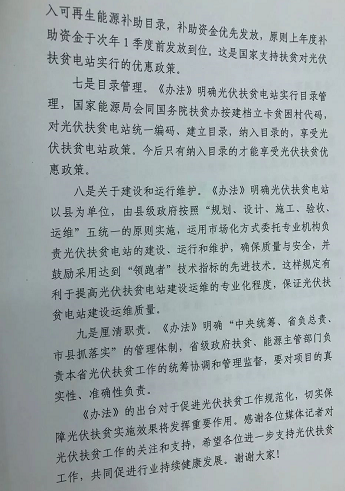 入可再生能源补助目录，补助资金优先发放，原则上年度补
助资金于次年1季度前发放到位。这是国家支持扶贫对光伏
扶贫电站实行的优惠政策。
七是目录管理。《办法》明确光伏扶贫电站实行目录管
理，国家能源局会同国务院扶贫办按建档立卡贫困村代码，
对光伏扶贫电站统一编码、建立目录，纳入目录的，享受光
伏扶贫电站政策。今后只有纳入目录的才能享受光伏扶贫优
惠政策。
八是关于建设和运行维护。《办法》明确光伏扶贫电站
以县为单位，由县级政府按照“规划、设计、施工、验收、
运维”五统一的原则实施，运用市场化方式委托专业机构负
责光伏扶贫电站的建设、运行和维护，确保质量与安全，并
鼓励采用达到“领跑者”技术指标的先进技术。这样规定有
利于提高光伏扶贫电站建设运维的专业化程度，保证光伏扶
贫电站建设运维质量。
九是厘清职责。《办法》明确“中央统筹、省负总责、
市县抓落实”的管理体制，省级政府扶贫、能源主管部门负
责本省光伏扶贫工作的统筹协调和管理监督，要对项目的真
实性、准确性负责。
《办法》的出台对于促进光伏扶贫工作规范化，切实保
障光伏扶贫实施效果将发挥重要作用。感谢各位媒体记者对
光伏扶贫工作的关注和支持，希望各位进一步支持光伏扶贫
工作，共同促进行业持续健康发展。谢谢大家！